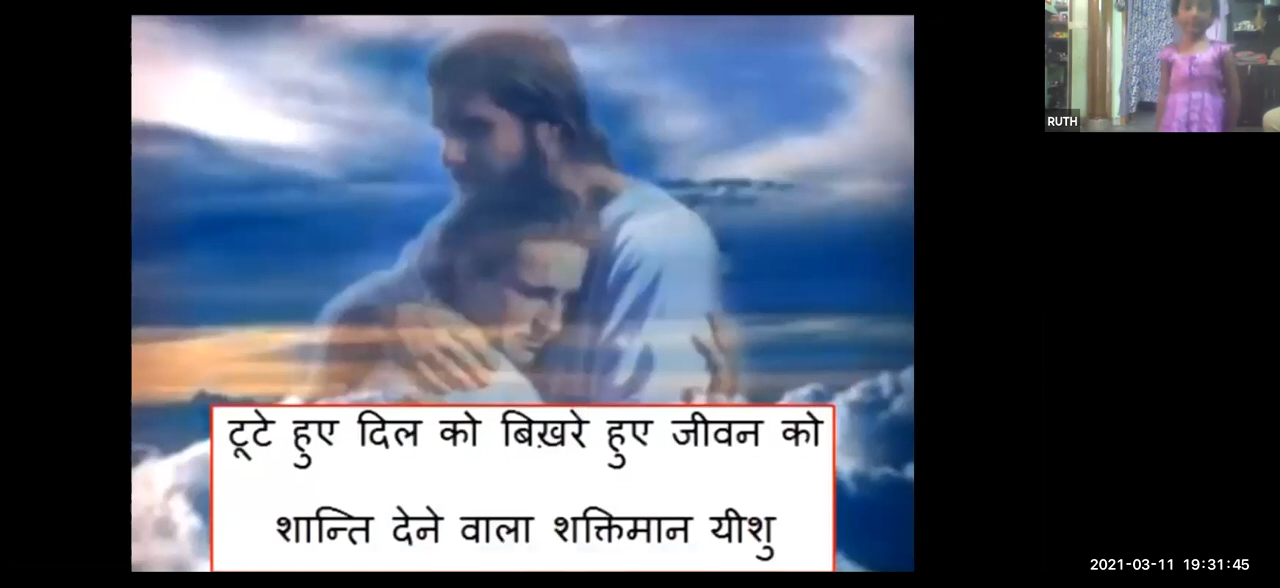 RUTH
टूटे हुए दिल को बिख़रे हुए जीवन को
शान्ति देने वाला शक्तिमान यीशु
2021-03-11 19:31:45